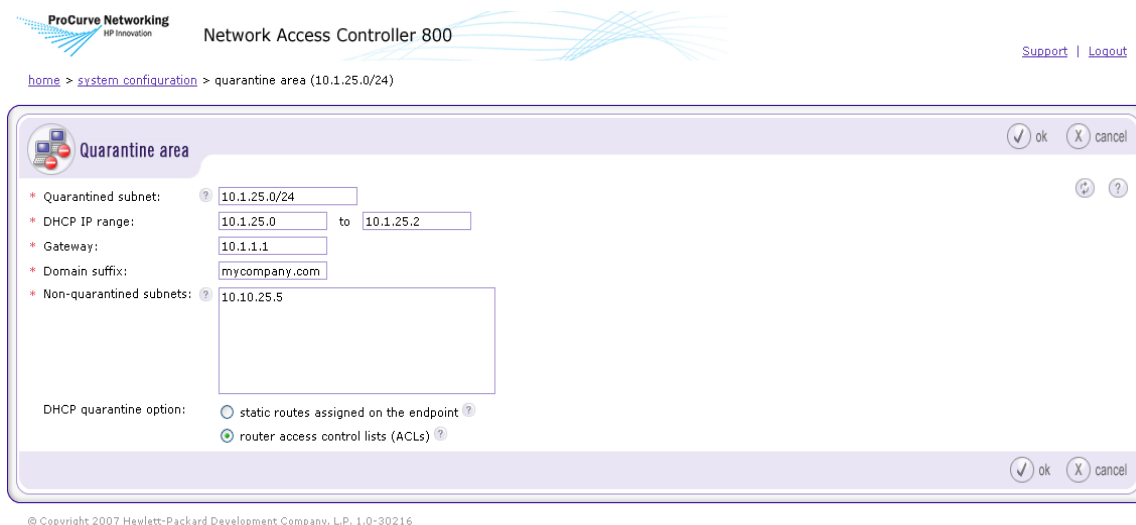 ProCurve Networking
HP Innovation
Network Access Controller 800
Support | Logout
home > system configuration > quarantine area (10.1.25.0/24)
Quarantine area
ok X cancel
* Quarantined subnet: ? 10.1.25.0/24
?
* DHCP IP range: 10.1.25.0 to 10.1.25.2
* Gateway: 10.1.1.1
* Domain suffix: mycompany.com
* Non-quarantined subnets: ? 10.10.25.5
DHCP quarantine option: static routes assigned on the endpoint ?
router access control lists (ACLs) ?
ok X cancel
© Copyright 2007 Hewlett-Packard Development Company, L.P. 1.0-30216